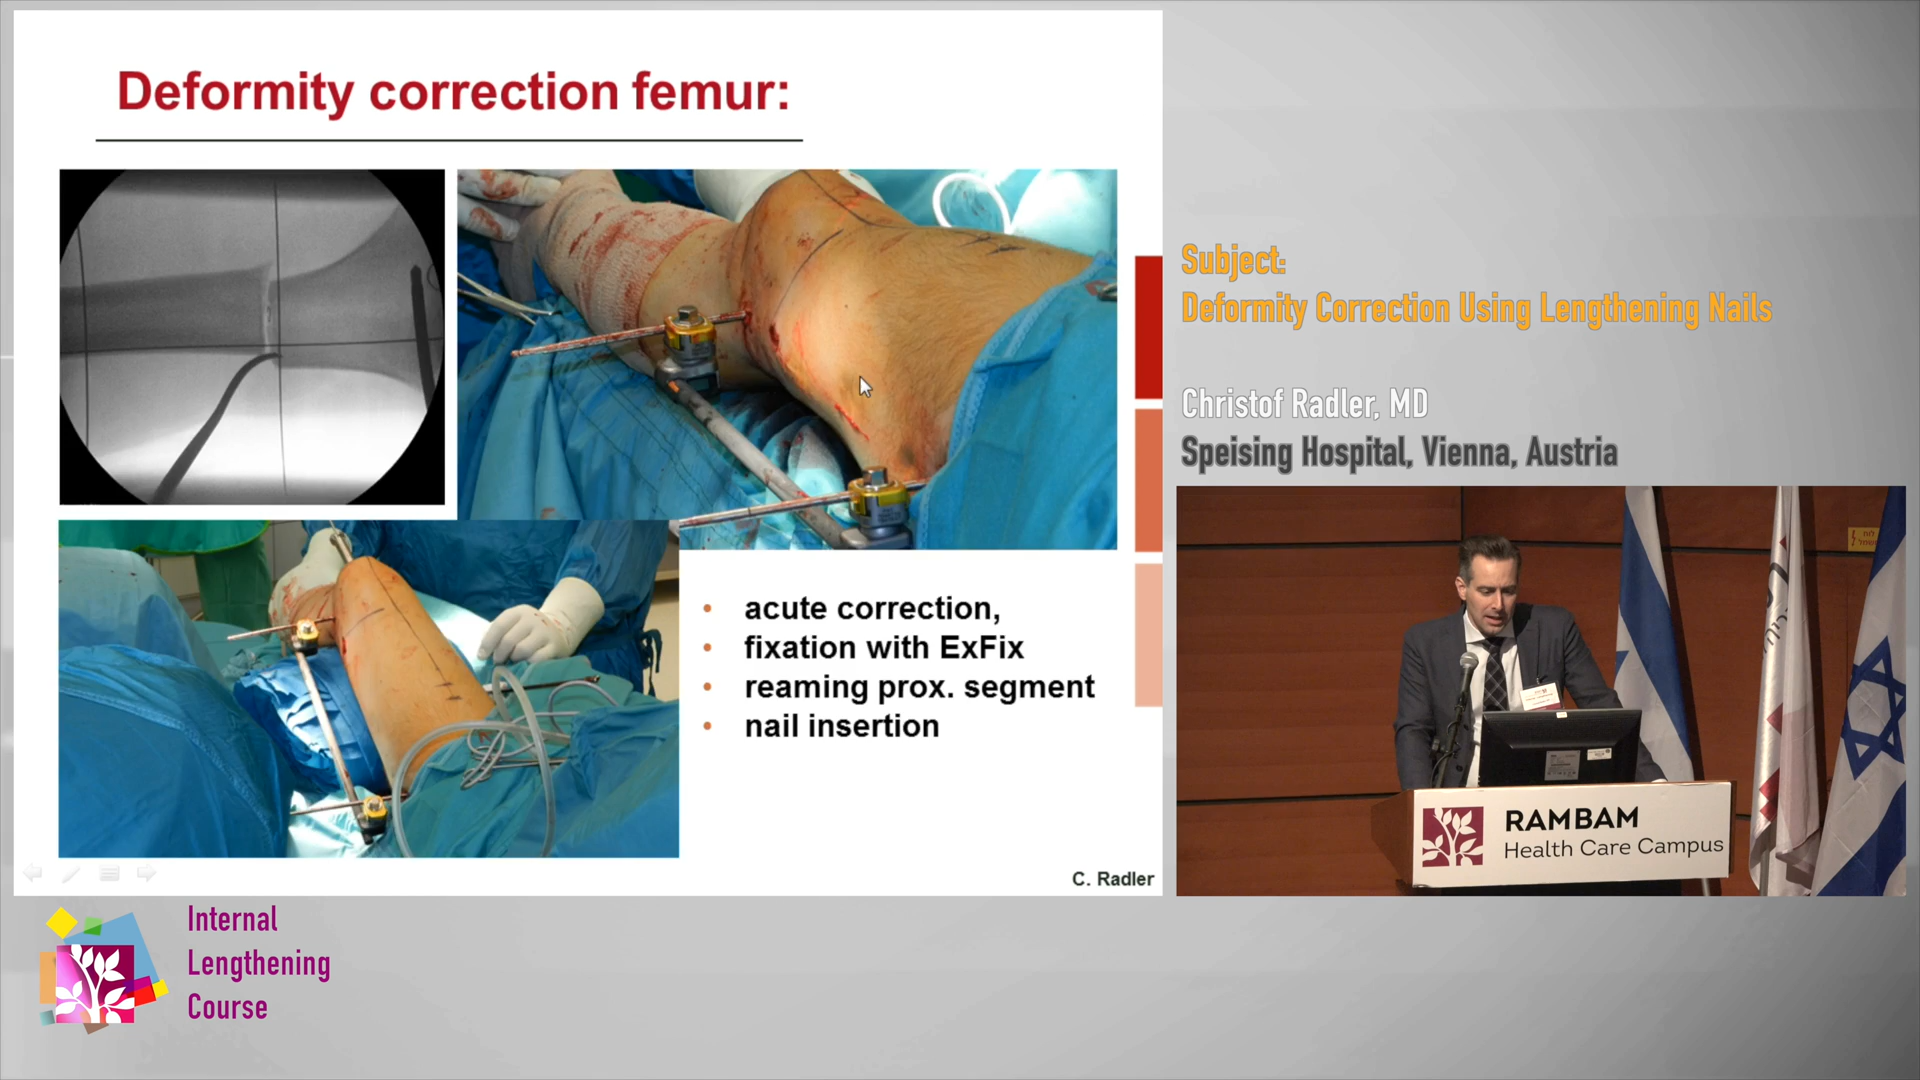 Deformity correction femur:
• acute correction,
• fixation with ExFix
• reaming prox. segment
• nail insertion
C. Radler
Subject:
Deformity Correction Using Lengthening Nails
Christof Radler, MD
Speising Hospital, Vienna, Austria
RAMBAM
Health Care Campus
Internal
Lengthening
Course